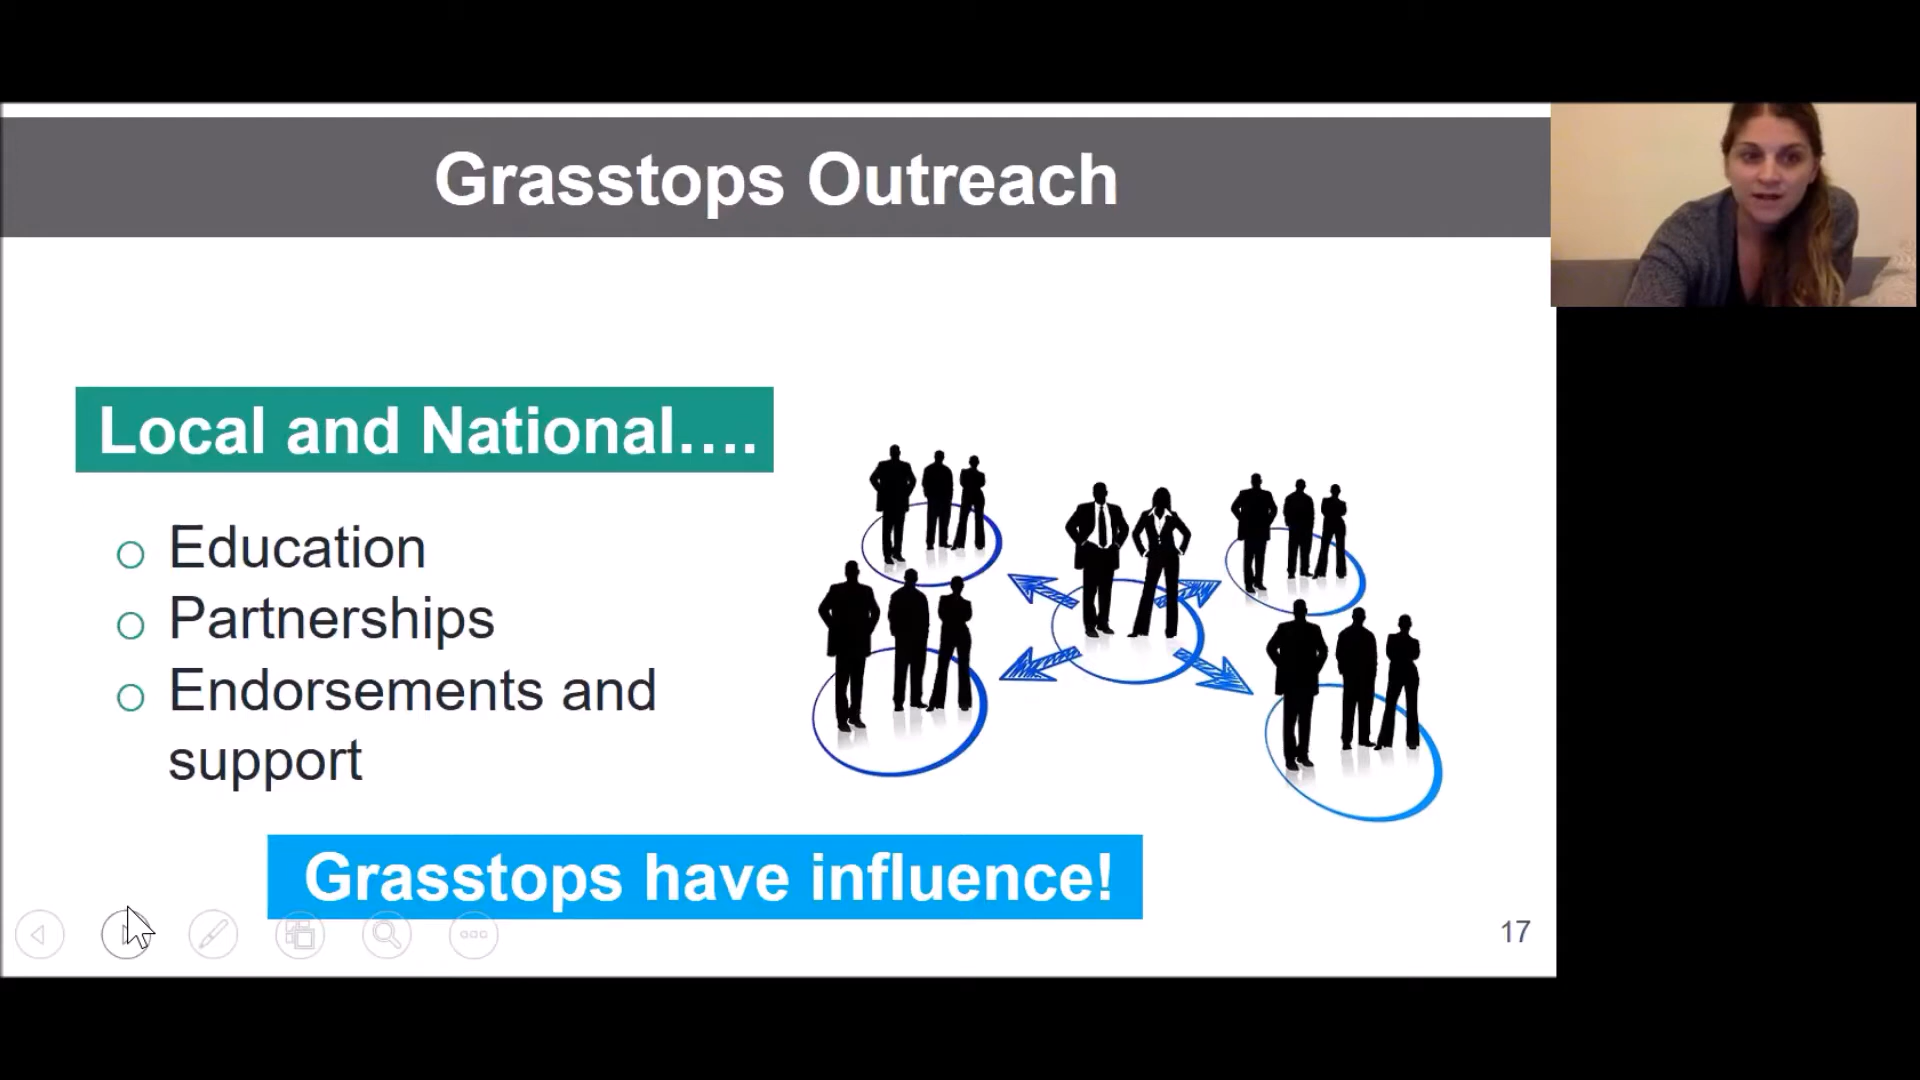 Grasstops Outreach
Local and National....
Education
Partnerships
Endorsements and
support
Grasstops have influence!
17